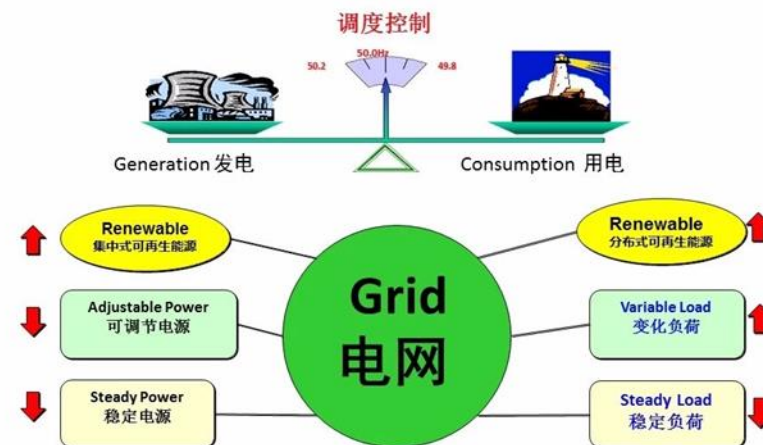 调度控制
50.0Hz
50.2
49.8
Generation 发电
Consumption 用电
Renewable
集中式可再生能源
Renewable
分布式可再生能源
Adjustable Power
可调节电源
Grid
电网
Variable Load
变化负荷
Steady Power
稳定电源
Steady Load
稳定负荷